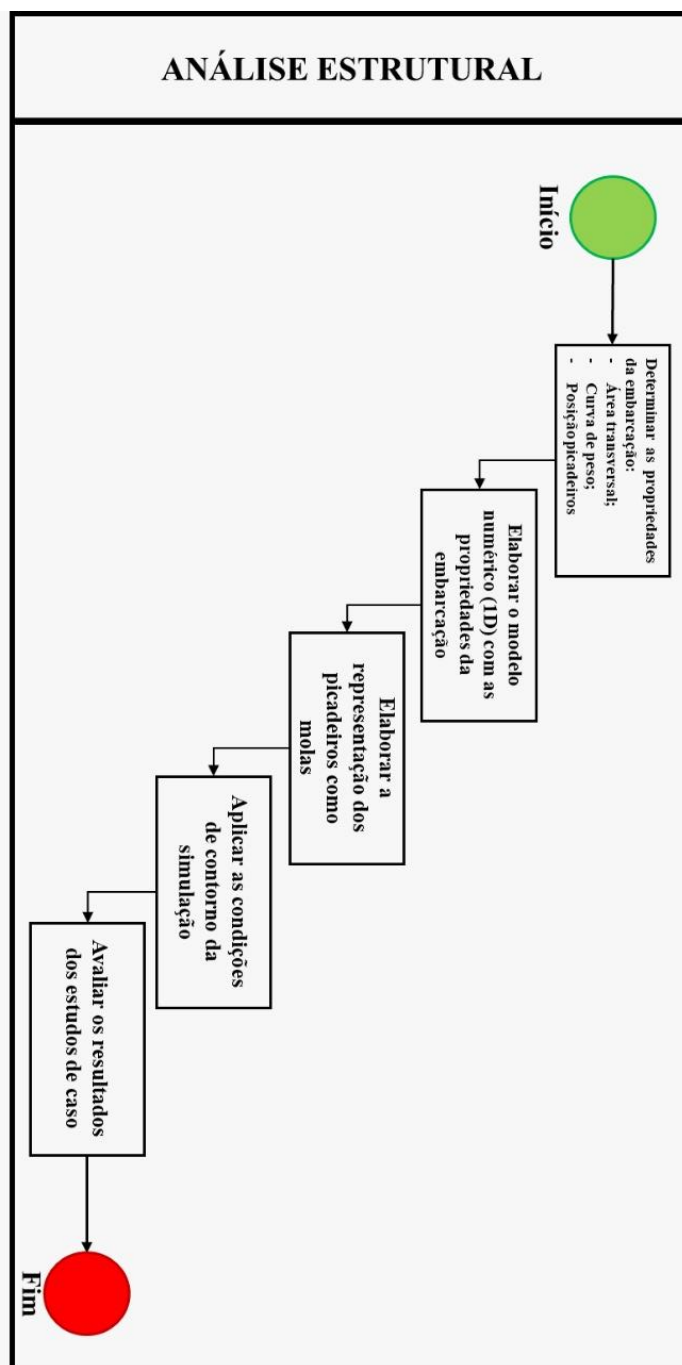 ANÁLISE ESTRUTURAL
Início
Determinar as propriedades
da embarcação:
- Área transversal;
- Curva de peso;
- Posição picadeiros
Elaborar o modelo
numérico (1D) com as
propriedades da
embarcação
Elaborar a
representação dos
picadeiros como
molas
Aplicar as condições
de contorno da
simulação
Avaliar os resultados
dos estudos de caso
Fim